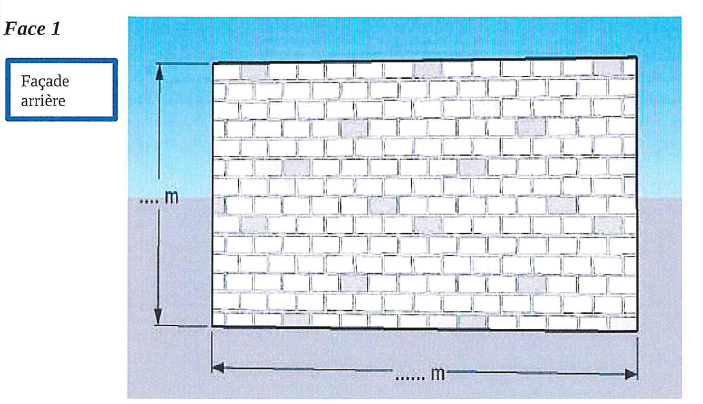 Face 1
Façade
arrière
.... m
...... m